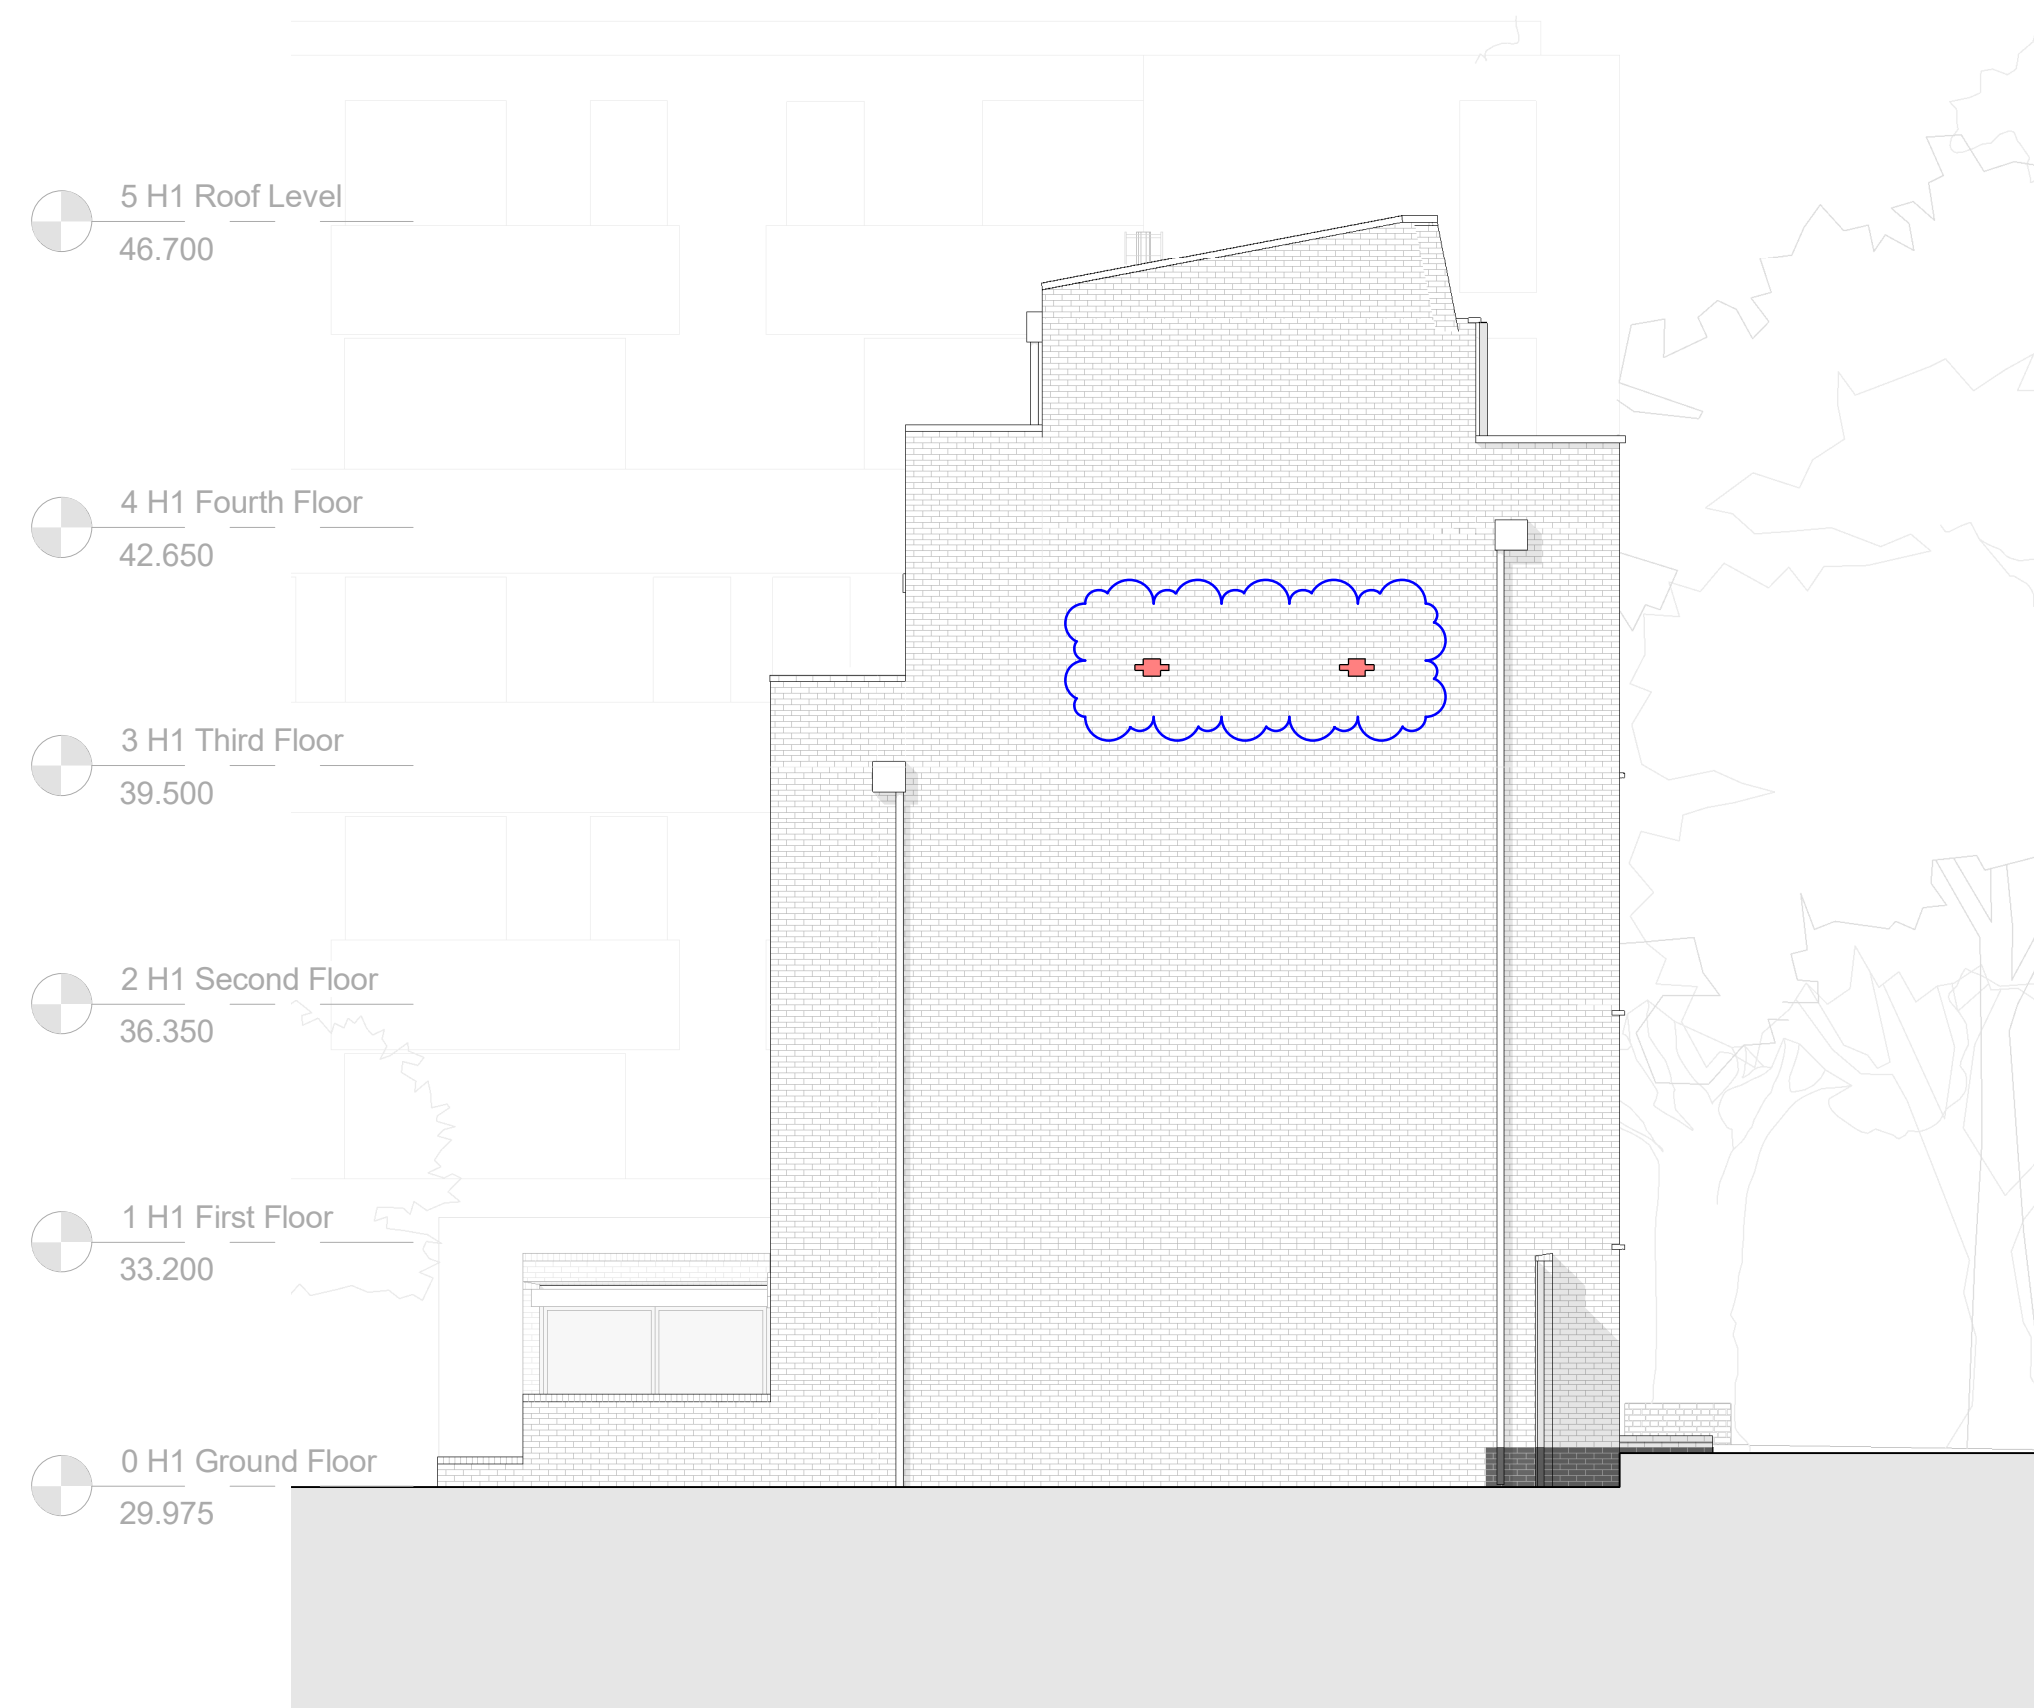 5 H1 Roof Level
46.700
4 H1 Fourth Floor
42.650
3 H1 Third Floor
39.500
2 H1 Second Floor
36.350
1 H1 First Floor
33.200
0 H1 Ground Floor
29.975